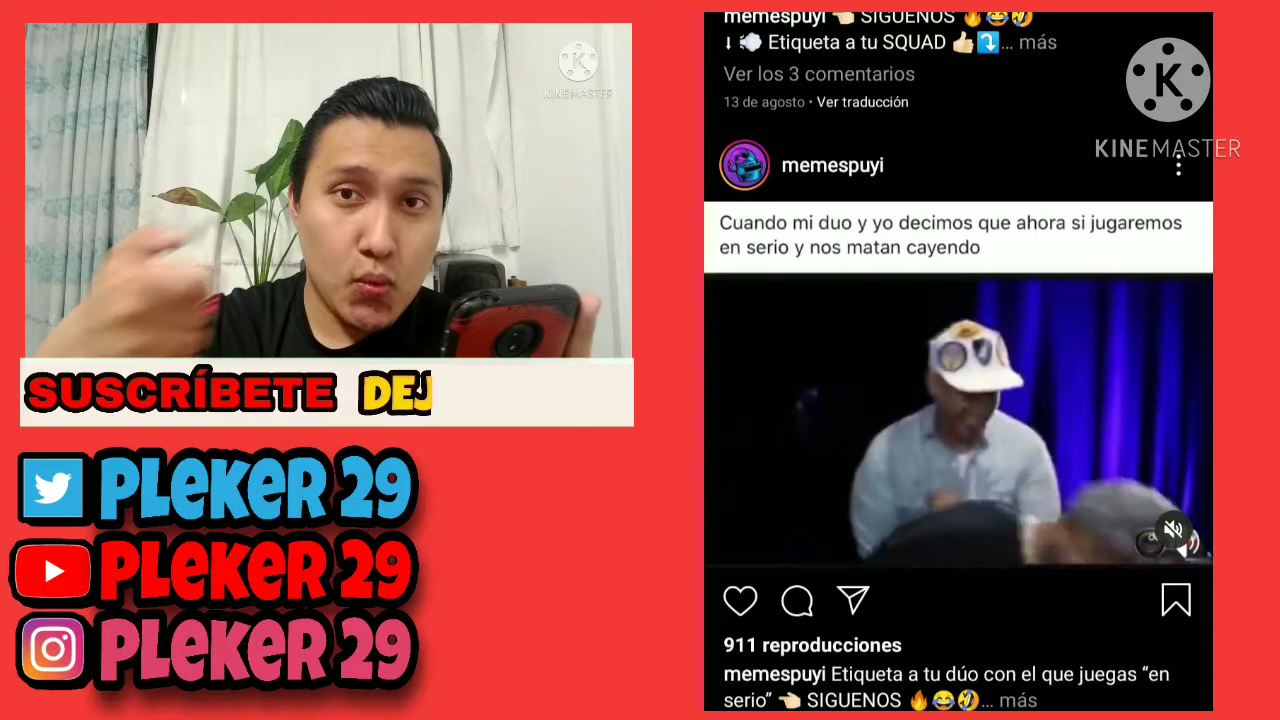 KINEMASTER
SUSCRÍBETE DEJ
PLEKER 29
PLEKER 29
PLEKER 29
memespuyi 👈🏻 SIGUENOS 🔥😂🤣
↓ 💨 Etiqueta a tu SQUAD 👍🏻⤵️... más
Ver los 3 comentarios
13 de agosto • Ver traducción
KINEMASTER
memespuyi
Cuando mi duo y yo decimos que ahora si jugaremos
en serio y nos matan cayendo
911 reproducciones
memespuyi Etiqueta a tu dúo con el que juegas “en
serio” 👈🏻 SIGUENOS 🔥😂🤣... más